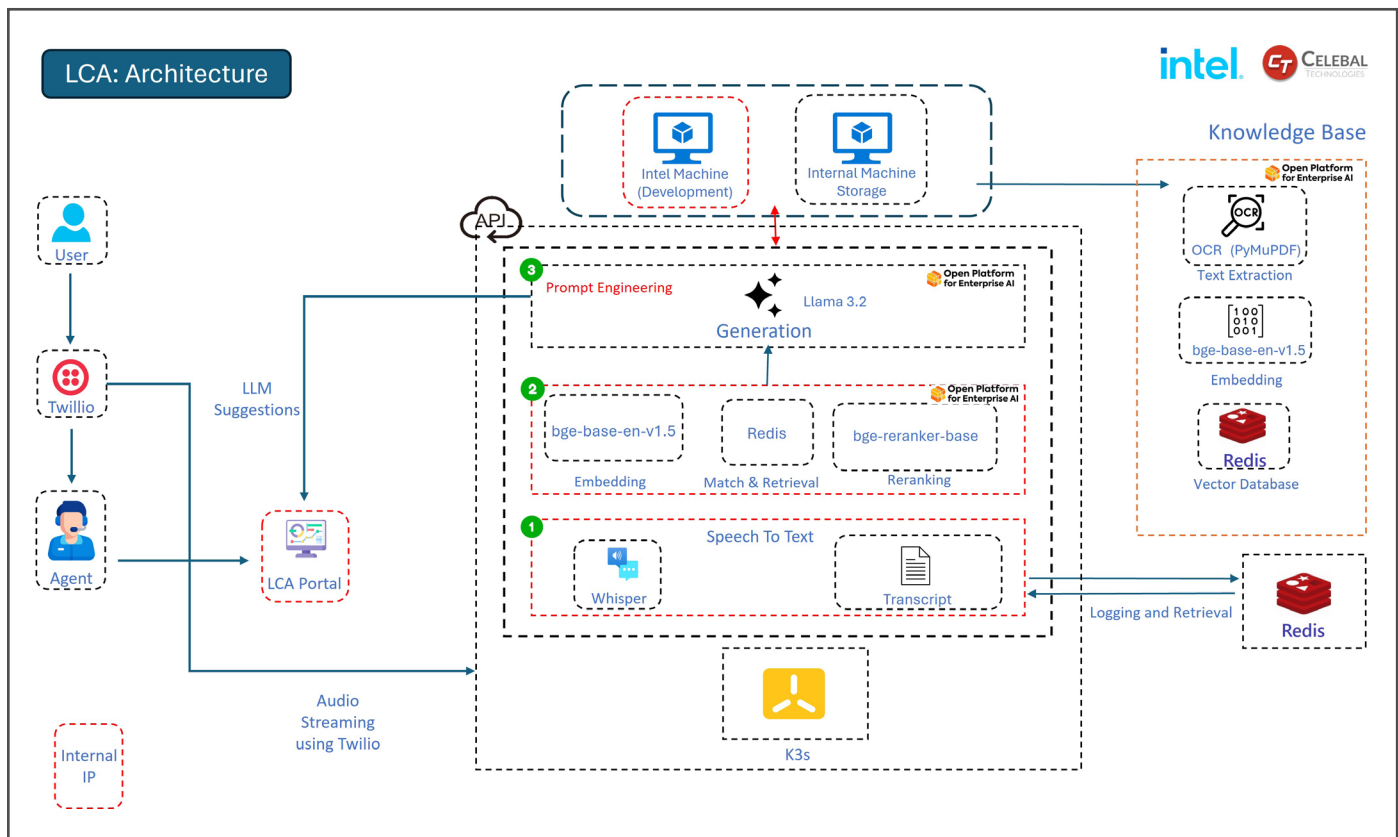 LCA: Architecture
intel.
CT CELEBAL
TECHNOLOGIES
Intel Machine
(Development)
Internal Machine
Storage
Knowledge Base
Open Platform
for Enterprise AI
OCR
OCR (PyMuPDF)
Text Extraction
100
010
001
bge-base-en-v1.5
Embedding
Redis
Vector Database
User
Twillio
Agent
LLM
Suggestions
LCA Portal
Audio
Streaming
using Twilio
Internal
IP
API
3
Prompt Engineering
Llama 3.2
Open Platform
for Enterprise AI
Generation
2
Open Platform
for Enterprise AI
bge-base-en-v1.5
Redis
bge-reranker-base
Embedding
Match & Retrieval
Reranking
1
Speech To Text
Whisper
Transcript
Logging and Retrieval
Redis
K3s